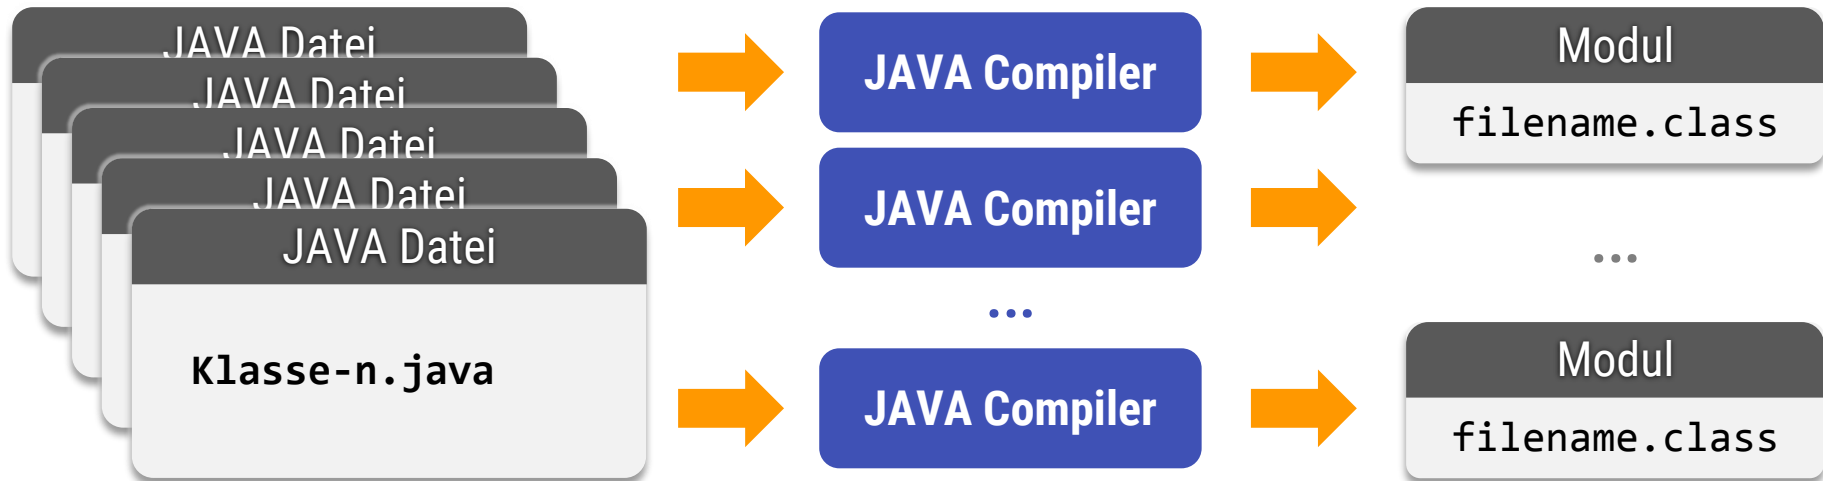 JAVA Datei
JAVA Datei
JAVA Datei
JAVA Datei
JAVA Datei
Klasse-n.java
JAVA Compiler
JAVA Compiler
...
JAVA Compiler
Modul
filename.class
...
Modul
filename.class